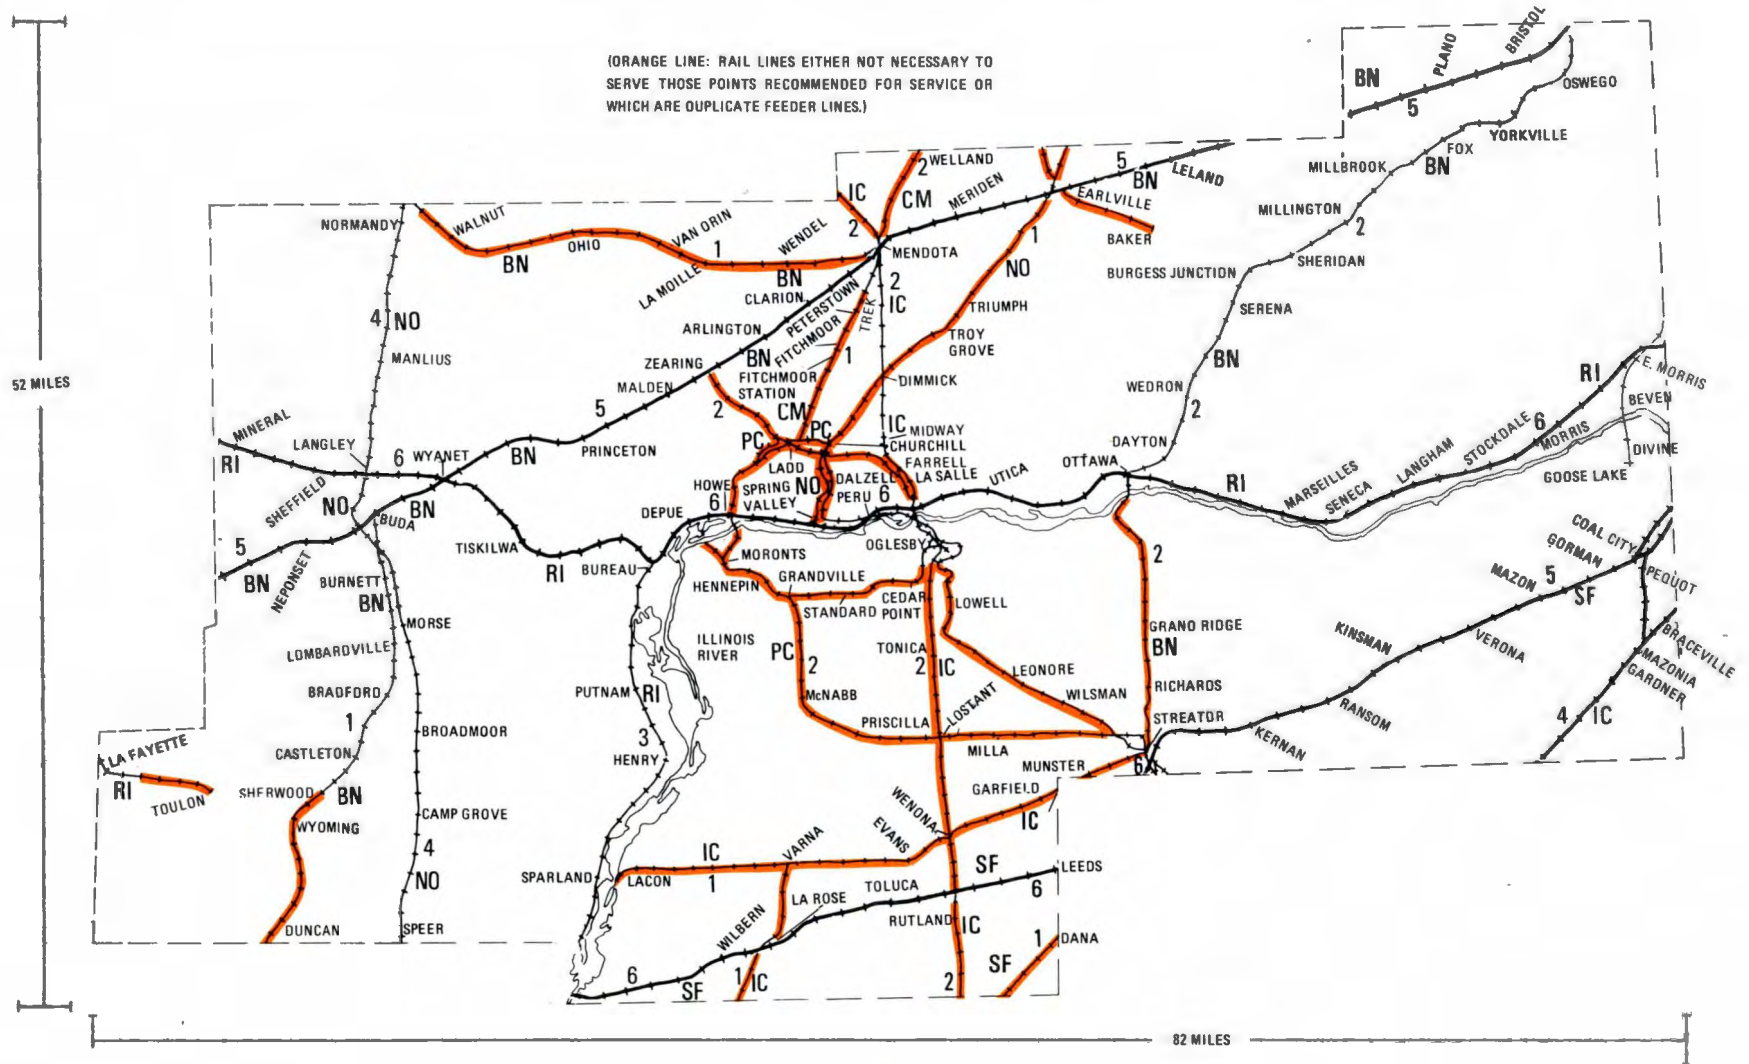 (ORANGE LINE: RAIL LINES EITHER NOT NECESSARY TO
SERVE THOSE POINTS RECOMMENDED FOR SERVICE OR
WHICH ARE OUPLICATE FEEDER LINES.)
52 MILES
82 MILES
BRISTOL
PLANO
BN
5
OSWEGO
YORKVILLE
FOX
BN
MILLBROOK
MILLINGTON
2
SHERIDAN
BURGESS JUNCTION
SERENA
BN
WEDRON
2
DAYTON
OTTAWA
2
WELLAND
IC
CM
2
MERIDEN
5
BN
LELAND
EARLVILLE
BAKER
1
NO
MENDOTA
NORMANDY
WALNUT
OHIO
BN
VAN ORIN
1
WENDEL
BN
LA MOILLE
CLARION
PETERSTOWN
TREK
2
IC
TRIUMPH
TROY
GROVE
DIMMICK
ARLINGTON
BN
FITCHMOOR
1
FITCHMOOR
STATION
ZEARING
MALDEN
2
CM
5
PRINCETON
BN
4
NO
MANLIUS
MINERAL
RI
LANGLEY
6
WYANET
SHEFFIELD
NO
BN
BUDA
5
BN
NEPONSET
TISKILWA
RI
BUREAU
DEPUE
PC
PC
IC
MIDWAY
CHURCHILL
FARRELL
LA SALLE
LADD
HOWE
6
SPRING
VALLEY
NO
DALZELL
PERU
6
UTICA
OGLESBY
RI
MARSEILLES
SENECA
LANGHAM
STOCKDALE
6
MORRIS
RI
E. MORRIS
BEVEN
DIVINE
GOOSE LAKE
COAL CITY
GORMAN
PEQUOT
MAZON
5
SF
BRACEVILLE
MAZONIA
GARDNER
4
IC
VERONA
KINSMAN
RANSOM
KERNAN
STREATOR
RICHARDS
BN
GRANO RIDGE
2
MORONTS
HENNEPIN
GRANDVILLE
STANDARD
CEDAR
POINT
LOWELL
ILLINOIS
RIVER
PC
2
TONICA
2
IC
LEONORE
WILSMAN
McNABB
PRISCILLA
LOSTANT
MILLA
MUNSTER
6
BURNETT
BN
MORSE
LOMBARDVILLE
BRADFORD
1
BROADMOOR
CASTLETON
SHERWOOD
BN
WYOMING
CAMP GROVE
4
NO
DUNCAN
SPEER
LA FAYETTE
RI
TOULON
PUTNAM
RI
3
HENRY
SPARLAND
LACON
IC
1
VARNA
EVANS
WENONA
GARFIELD
IC
SF
LEEDS
6
TOLUCA
LA ROSE
RUTLAND
IC
WILBERN
6
SF
1
IC
2
SF
1
DANA